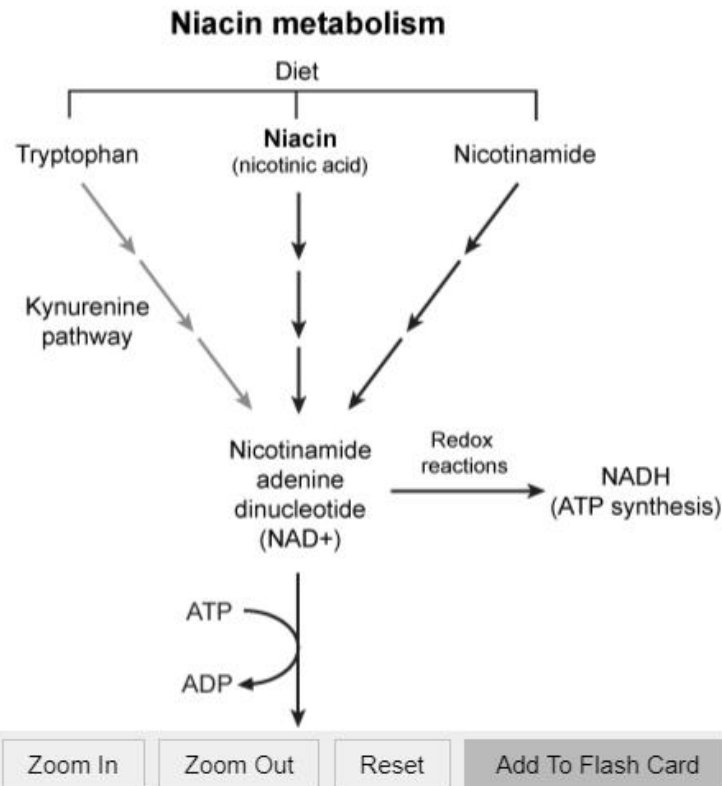 Niacin metabolism
Diet
Tryptophan
Niacin
(nicotinic acid)
Nicotinamide
Kynurenine
pathway
Nicotinamide
adenine
dinucleotide
(NAD+)
Redox
reactions
NADH
(ATP synthesis)
ATP
ADP
Zoom In
Zoom Out
Reset
Add To Flash Card